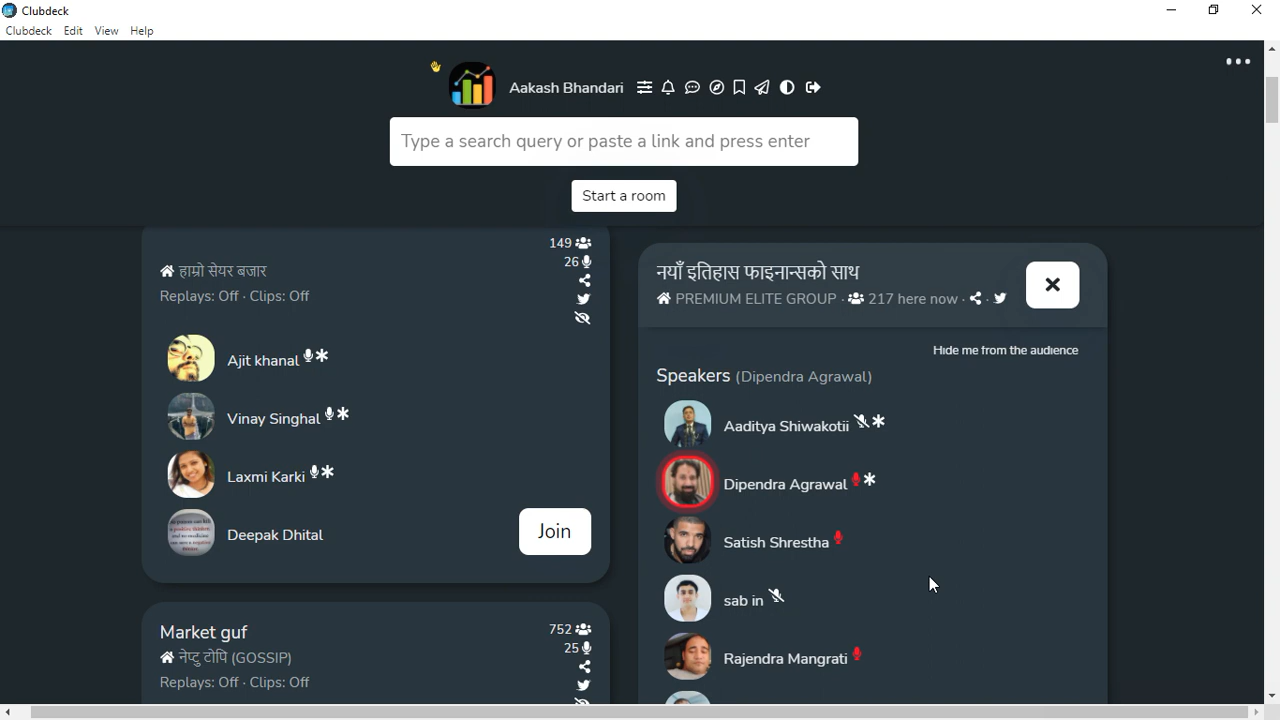 Clubdeck
Clubdeck Edit View Help
Aakash Bhandari
Type a search query or paste a link and press enter
Start a room
149
26
हाम्रो सेयर बजार
Replays: Off · Clips: Off
Ajit khanal
Vinay Singhal
Laxmi Karki
Deepak Dhital
Join
Market guf
752
25
नेप्टु टोपि (GOSSIP)
Replays: Off · Clips: Off
नयाँ इतिहास फाइनान्सको साथ
PREMIUM ELITE GROUP · 217 here now · ·
Hide me from the audience
Speakers (Dipendra Agrawal)
Aaditya Shiwakotii
Dipendra Agrawal
Satish Shrestha
sab in
Rajendra Mangrati